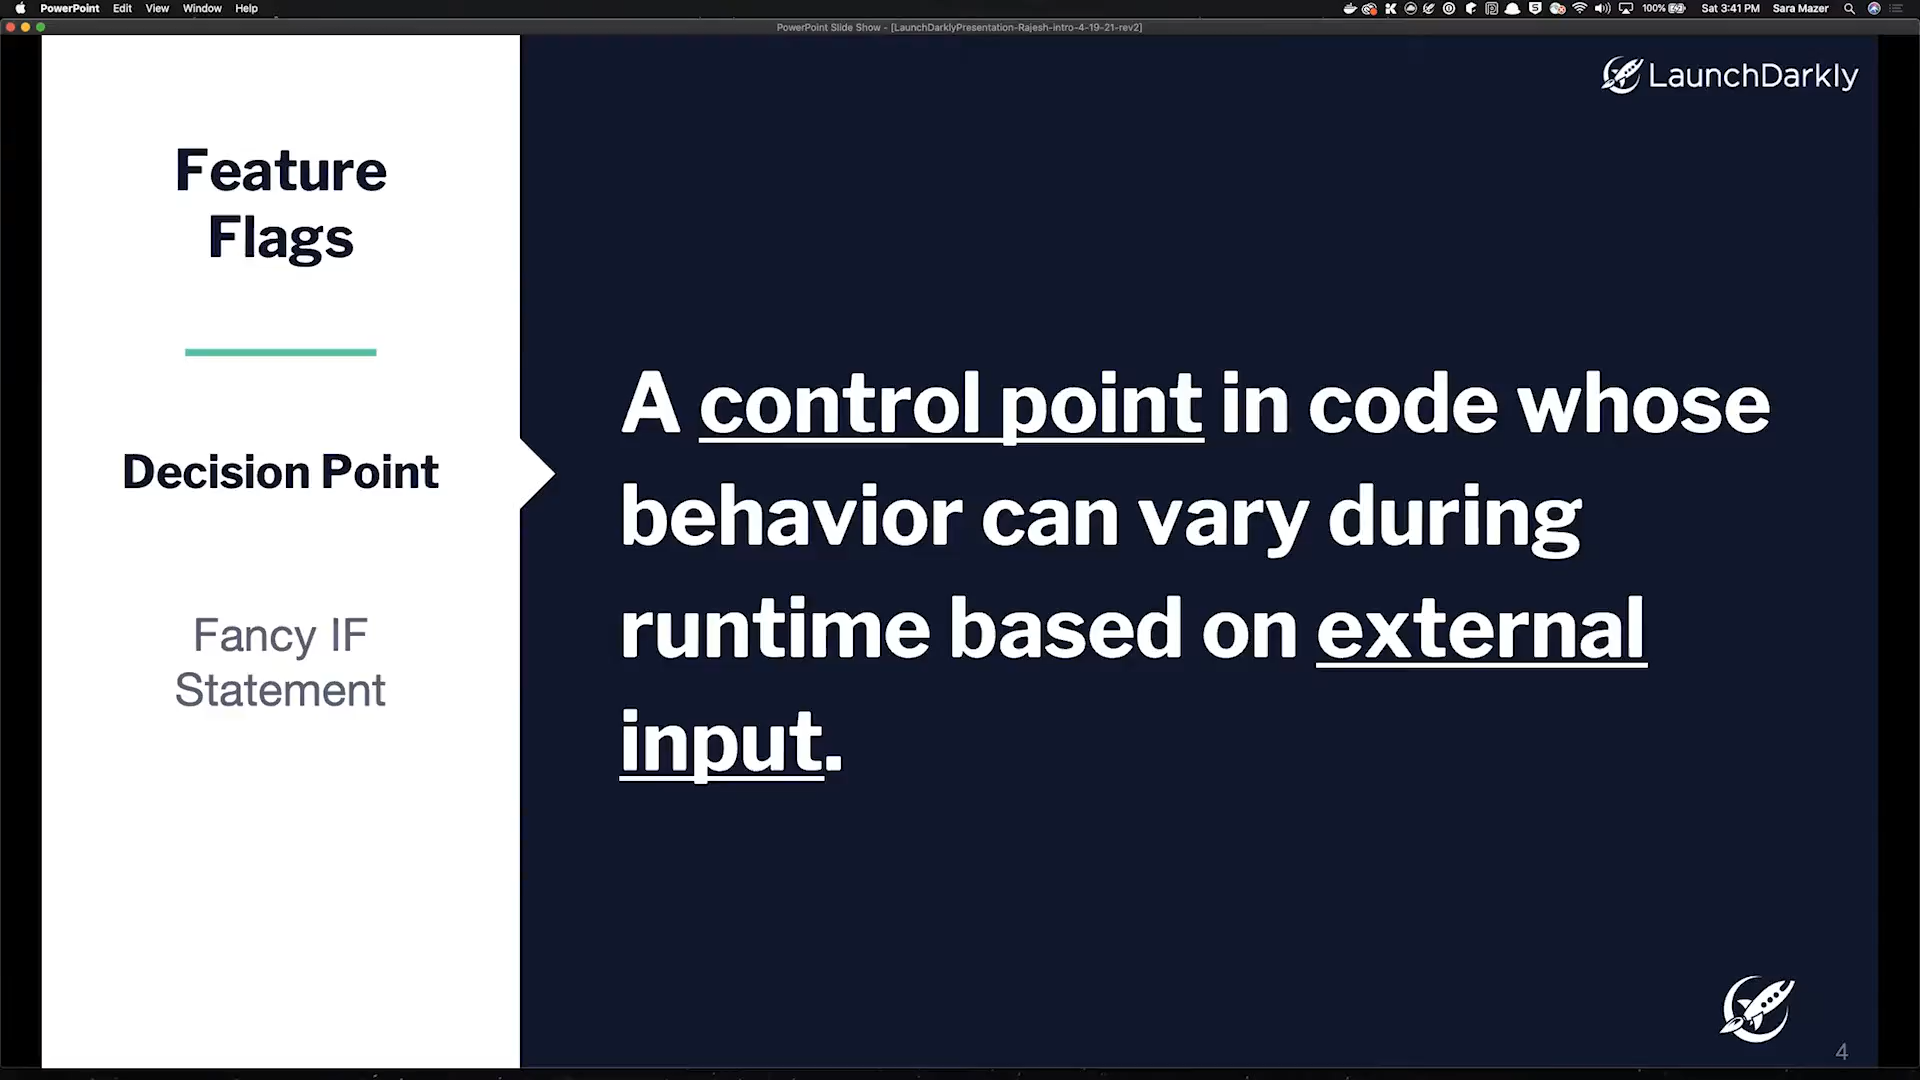 PowerPoint Edit View Window Help
100% Sat 3:41 PM Sara Mazer
PowerPoint Slide Show - [LaunchDarklyPresentation-Rajesh-intro-4-19-21-rev2]
LaunchDarkly
Feature
Flags
Decision Point
Fancy IF
Statement
A control point in code whose
behavior can vary during
runtime based on external
input.
4